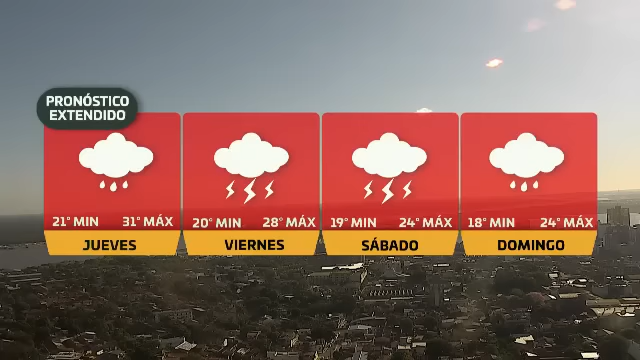 PRONÓSTICO
EXTENDIDO
21° MIN 31° MÁX
JUEVES
20° MIN 28° MÁX
VIERNES
19° MIN 24° MÁX
SÁBADO
18° MIN 24° MÁX
DOMINGO